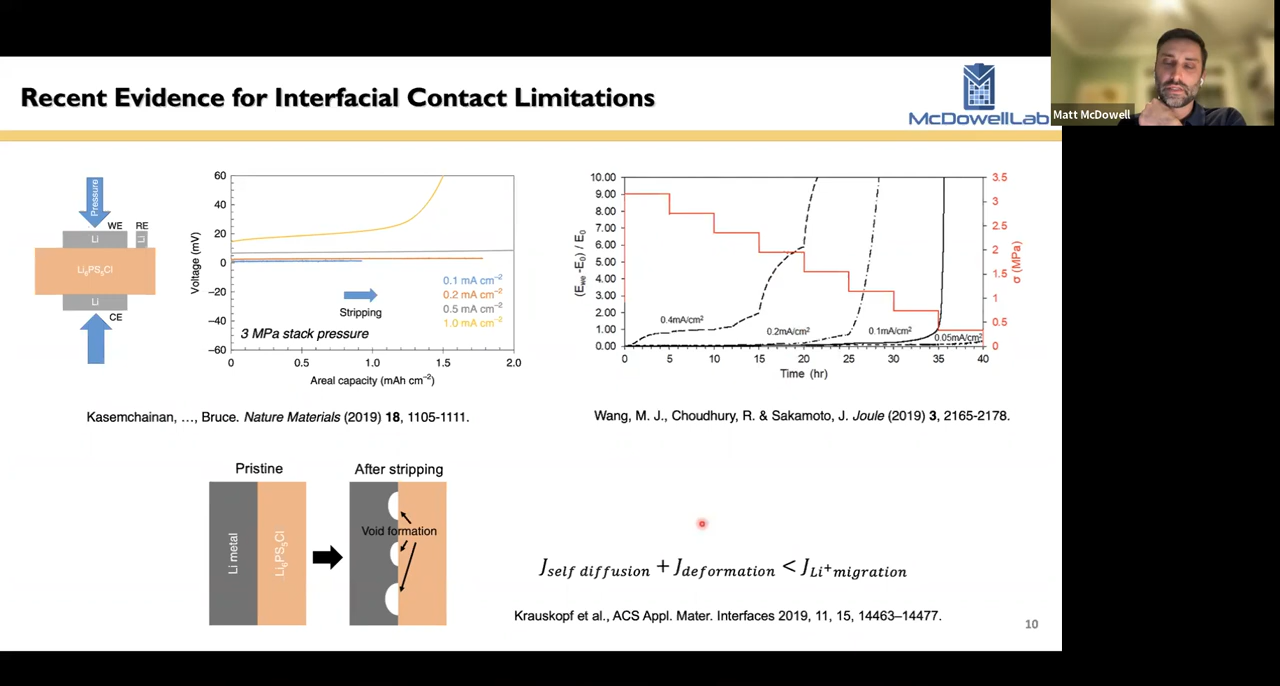 Recent Evidence for Interfacial Contact Limitations
McDowellLab
Matt McDowell
Pressure
WE
RE
Li
Li
Li₆PS₅Cl
Li
CE
60
40
20
0
−20
−40
−60
Voltage (mV)
0.1 mA cm⁻²
0.2 mA cm⁻²
0.5 mA cm⁻²
1.0 mA cm⁻²
Stripping
3 MPa stack pressure
0
0.5
1.0
1.5
2.0
Areal capacity (mAh cm⁻²)
Kasemchainan, …, Bruce. Nature Materials (2019) 18, 1105-1111.
10.00
9.00
8.00
7.00
6.00
5.00
4.00
3.00
2.00
1.00
0.00
(E_we -E_0) / E_0
0.4mA/cm²
0.2mA/cm²
0.1mA/cm²
0.05mA/cm²
3.5
3
2.5
2
1.5
1
0.5
0
σ (MPa)
0
5
10
15
20
25
30
35
40
Time (hr)
Wang, M. J., Choudhury, R. & Sakamoto, J. Joule (2019) 3, 2165-2178.
Pristine
After stripping
Li metal
Li₆PS₅Cl
Void formation
J_self diffusion + J_deformation < J_Li⁺migration
Krauskopf et al., ACS Appl. Mater. Interfaces 2019, 11, 15, 14463–14477.
10